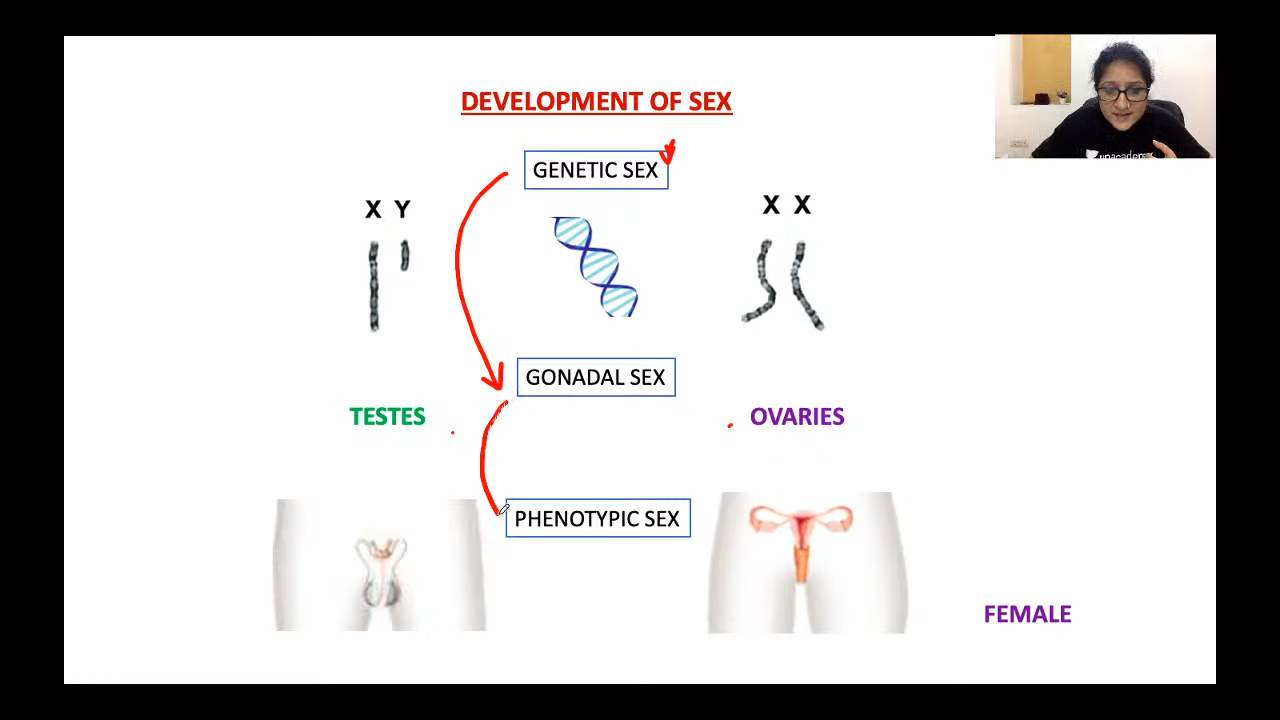 DEVELOPMENT OF SEX
GENETIC SEX
X Y
X X
GONADAL SEX
TESTES
OVARIES
PHENOTYPIC SEX
FEMALE